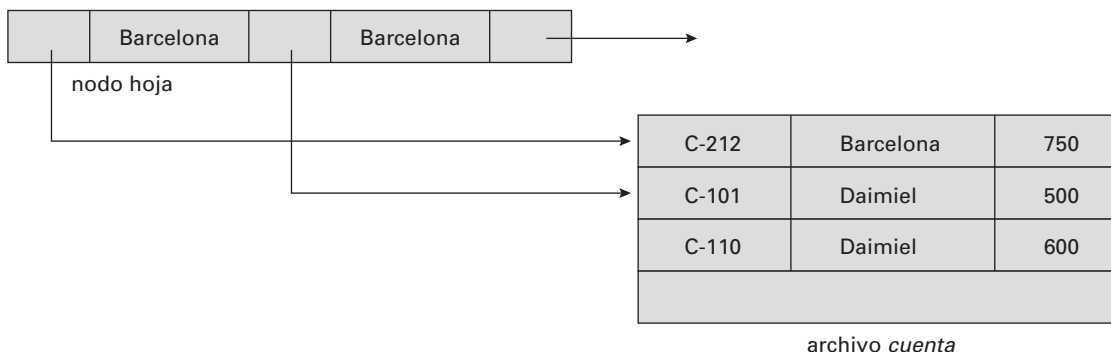 Barcelona Barcelona
nodo hoja
C-212 Barcelona 750
C-101 Daimiel 500
C-110 Daimiel 600
archivo cuenta